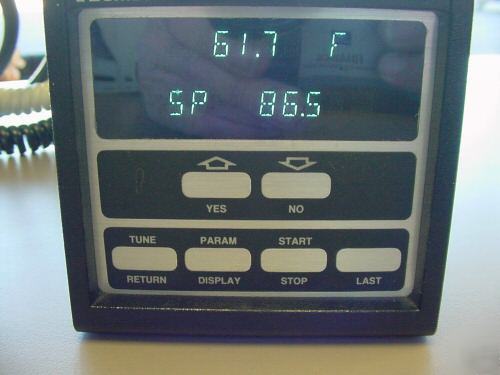 61.7 F
SP 86.5
YES NO
TUNE PARAM START
RETURN DISPLAY STOP LAST